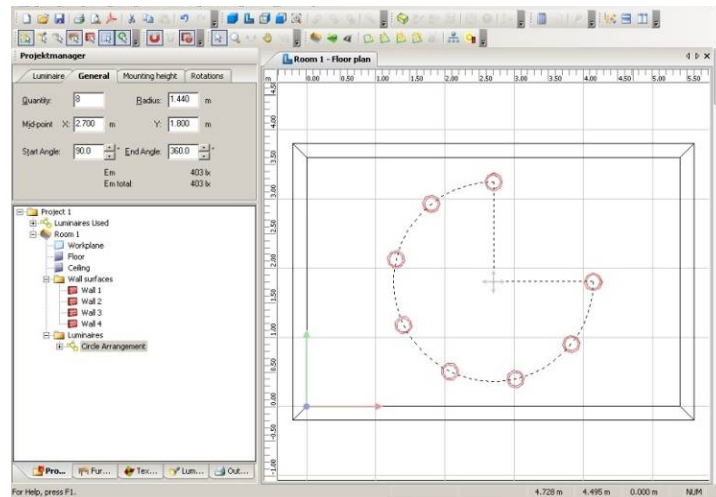 Projektmanager
Luminaire General Mounting height Rotations
Quantity: 8 Radius: 1.440 m
Mid-point X: 2.700 m Y: 1.800 m
Start Angle: 90.0 ° End Angle: 360.0 °
Em 403 lx
Em total: 403 lx
Project 1
Luminaires Used
Room 1
Workplane
Floor
Ceiling
Wall surfaces
Wall 1
Wall 2
Wall 3
Wall 4
Luminaires
Circle Arrangement
Pro... Fur... Tex... Lum... Out...
Room 1 - Floor plan
m 0.00 0.50 1.00 1.50 2.00 2.50 3.00 3.50 4.00 4.50 5.00 5.50
4.50
4.00
3.50
3.00
2.50
2.00
1.50
1.00
0.50
0.00
-0.50
-1.00
For Help, press F1. 4.728 m 4.495 m 0.000 m NUM